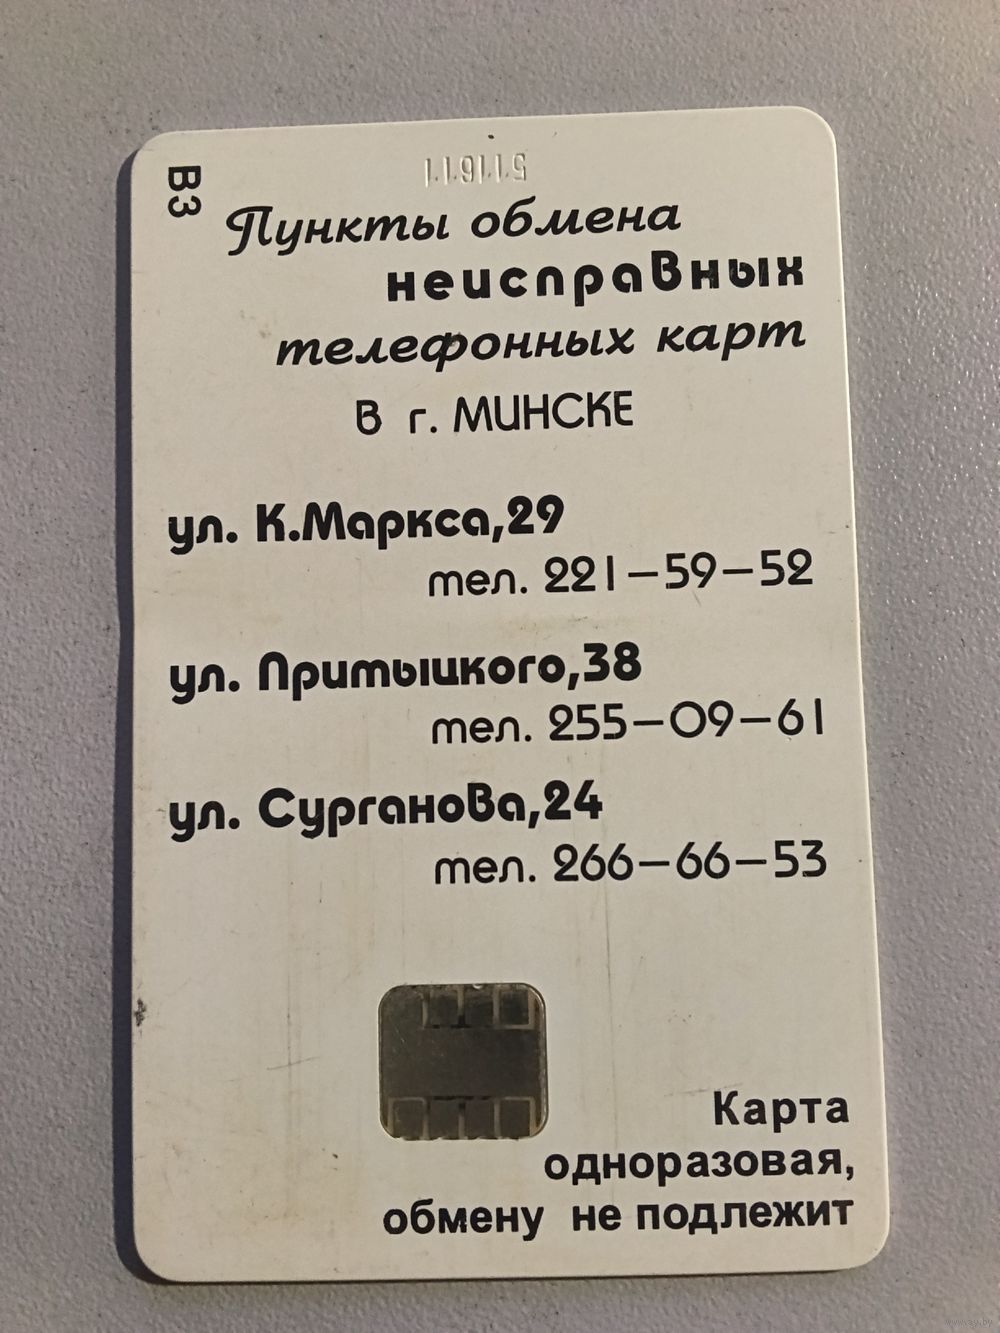 В3
Пункты обмена
неисправных
телефонных карт
в г. МИНСКЕ
ул. К.Маркса,29
тел. 221-59-52
ул. Притыцкого,38
тел. 255-09-61
ул. Сурганова,24
тел. 266-66-53
Карта
одноразовая,
обмену не подлежит